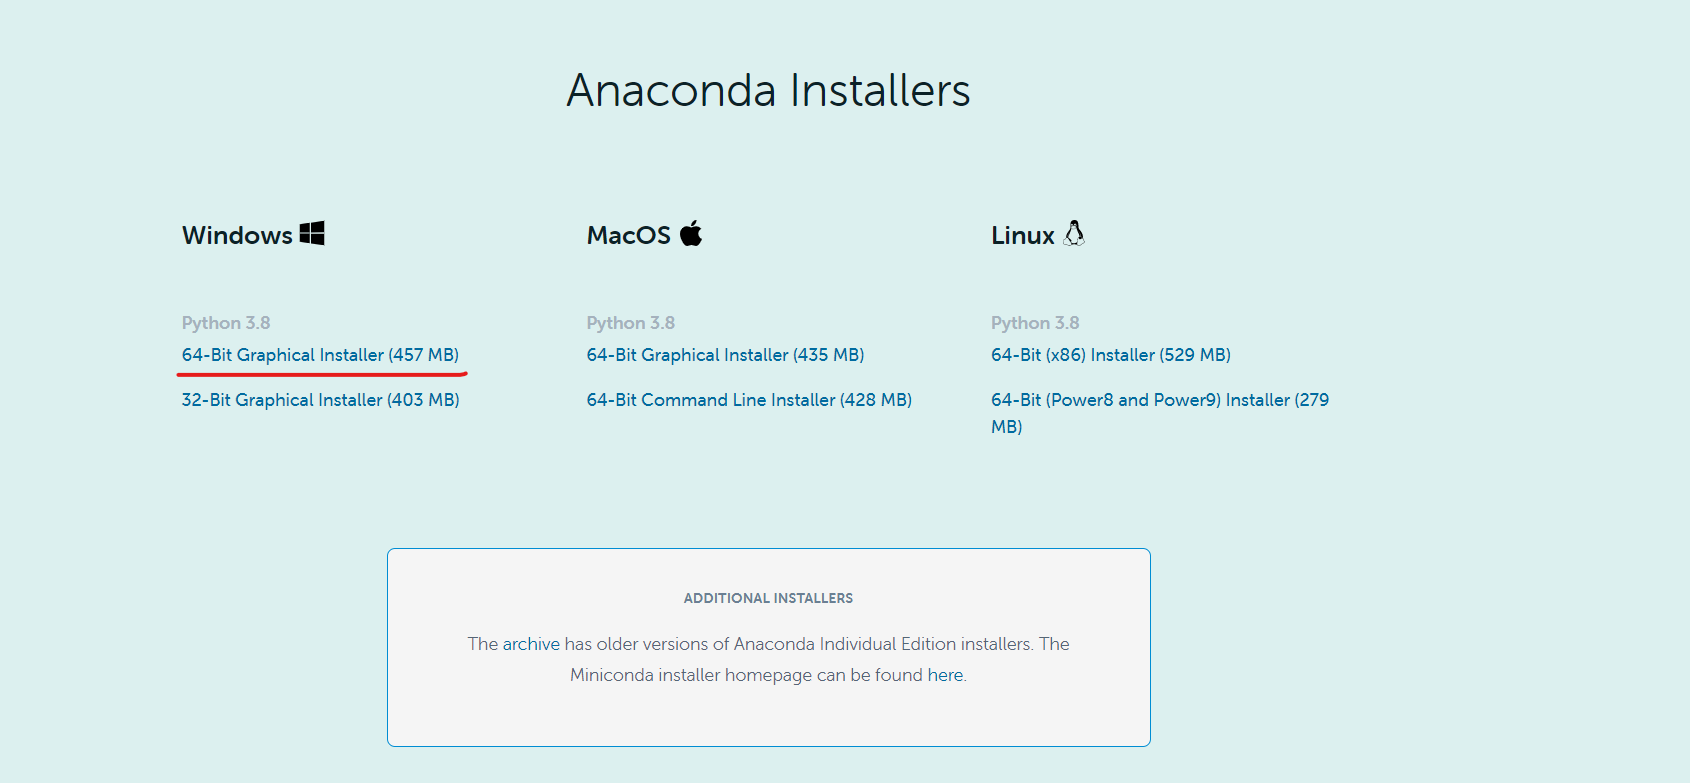 Anaconda Installers
Windows
Python 3.8
64-Bit Graphical Installer (457 MB)
32-Bit Graphical Installer (403 MB)
MacOS
Python 3.8
64-Bit Graphical Installer (435 MB)
64-Bit Command Line Installer (428 MB)
Linux
Python 3.8
64-Bit (x86) Installer (529 MB)
64-Bit (Power8 and Power9) Installer (279
MB)
ADDITIONAL INSTALLERS
The archive has older versions of Anaconda Individual Edition installers. The
Miniconda installer homepage can be found here.